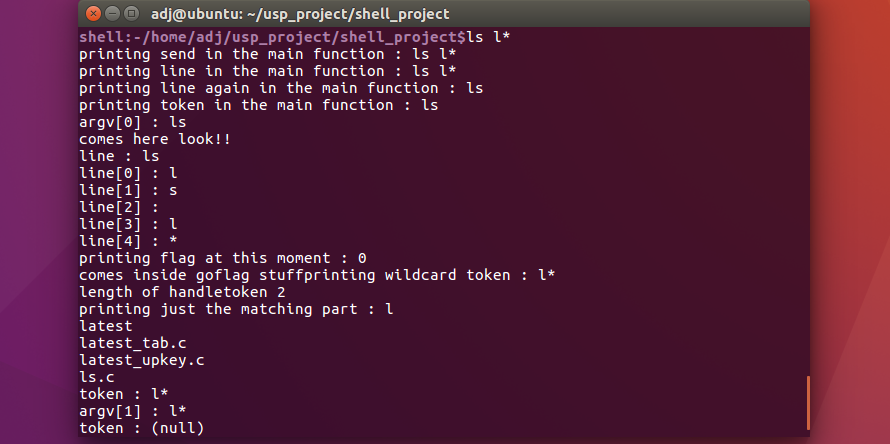 adj@ubuntu: ~/usp_project/shell_project
shell:-/home/adj/usp_project/shell_project$ls l*
printing send in the main function : ls l*
printing line in the main function : ls l*
printing line again in the main function : ls
printing token in the main function : ls
argv[0] : ls
comes here look!!
line : ls
line[0] : l
line[1] : s
line[2] :
line[3] : l
line[4] : *
printing flag at this moment : 0
comes inside goflag stuffprinting wildcard token : l*
length of handletoken 2
printing just the matching part : l
latest
latest_tab.c
latest_upkey.c
ls.c
token : l*
argv[1] : l*
token : (null)